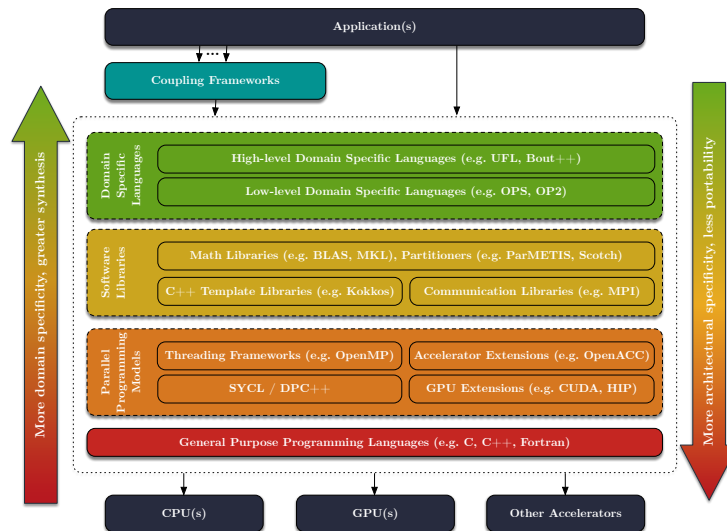 Application(s)
...
Coupling Frameworks
More domain specificity, greater synthesis
Domain
Specific
Languages
High-level Domain Specific Languages (e.g. UFL, Bout++)
Low-level Domain Specific Languages (e.g. OPS, OP2)
Software
Libraries
Math Libraries (e.g. BLAS, MKL), Partitioners (e.g. ParMETIS, Scotch)
C++ Template Libraries (e.g. Kokkos)
Communication Libraries (e.g. MPI)
Parallel
Programming
Models
Threading Frameworks (e.g. OpenMP)
Accelerator Extensions (e.g. OpenACC)
SYCL / DPC++
GPU Extensions (e.g. CUDA, HIP)
General Purpose Programming Languages (e.g. C, C++, Fortran)
More architectural specificity, less portability
CPU(s)
GPU(s)
Other Accelerators